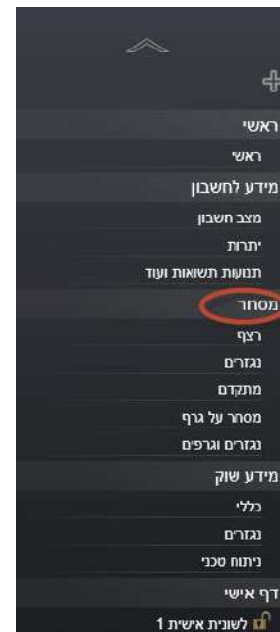 ראשי
ראשי
מידע לחשבון
מצב חשבון
יתרות
תנועות תשואות ועוד
מסחר
רצף
נגזרים
מתקדם
מסחר על גרף
נגזרים וגרפים
מידע שוק
כללי
נגזרים
ניתוח טכני
דף אישי
לשונית אישית 1